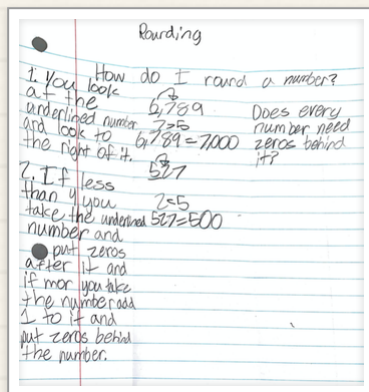 Rounding
How do I round a number?
1. You look
at the
underlined number
and look to
the right of it.
6,789
7>5
6,789=7,000
Does every
number need
zeros behind
it?
2. If less
than 4 you
take the underlined
number and
put zeros
after it and
if mor you take
the number add
1 to it and
put zeros behind
the number.
527
2<5
527=500